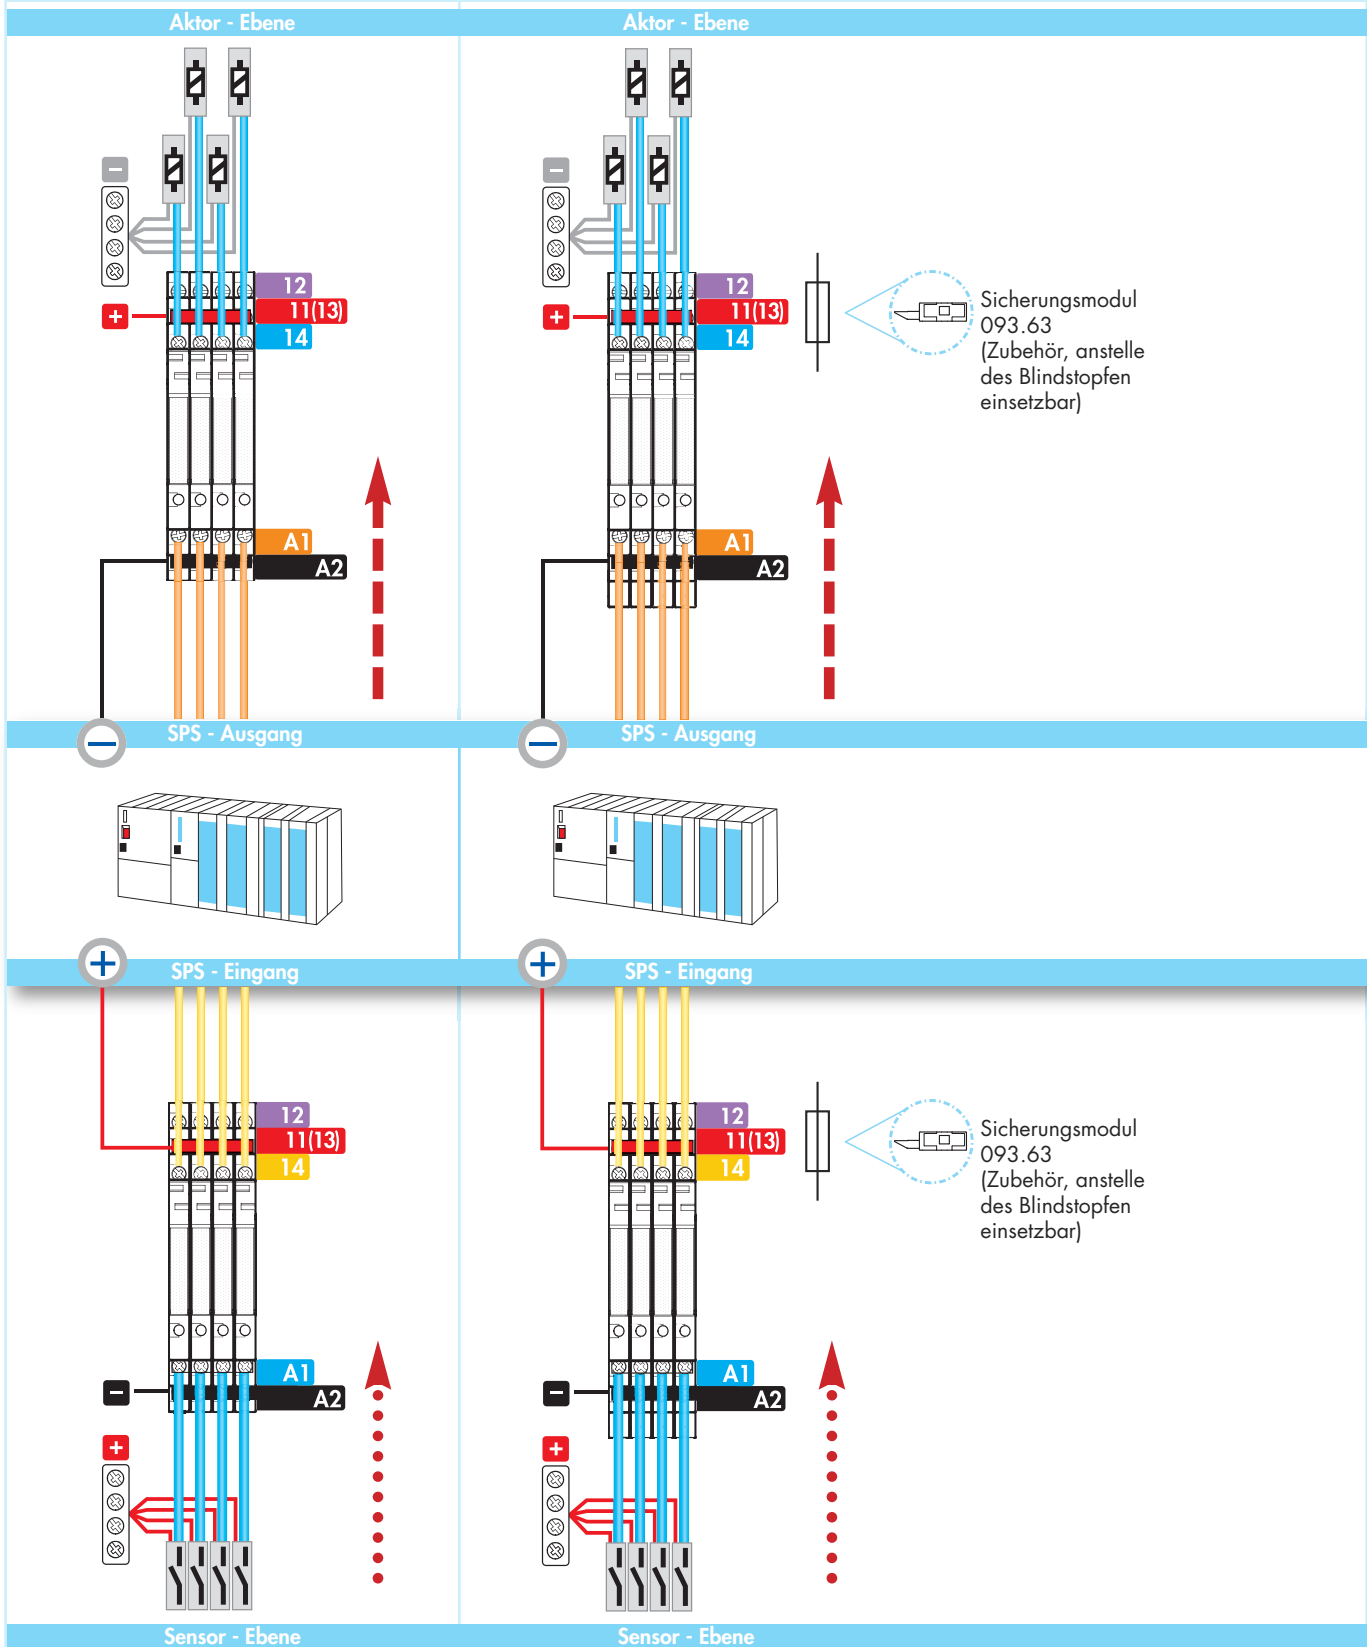 Aktor - Ebene
Aktor - Ebene
12
11(13)
14
12
11(13)
14
Sicherungsmodul
093.63
(Zubehör, anstelle
des Blindstopfen
einsetzbar)
A1
A2
A1
A2
SPS - Ausgang
SPS - Ausgang
SPS - Eingang
SPS - Eingang
12
11(13)
14
12
11(13)
14
Sicherungsmodul
093.63
(Zubehör, anstelle
des Blindstopfen
einsetzbar)
A1
A2
A1
A2
Sensor - Ebene
Sensor - Ebene